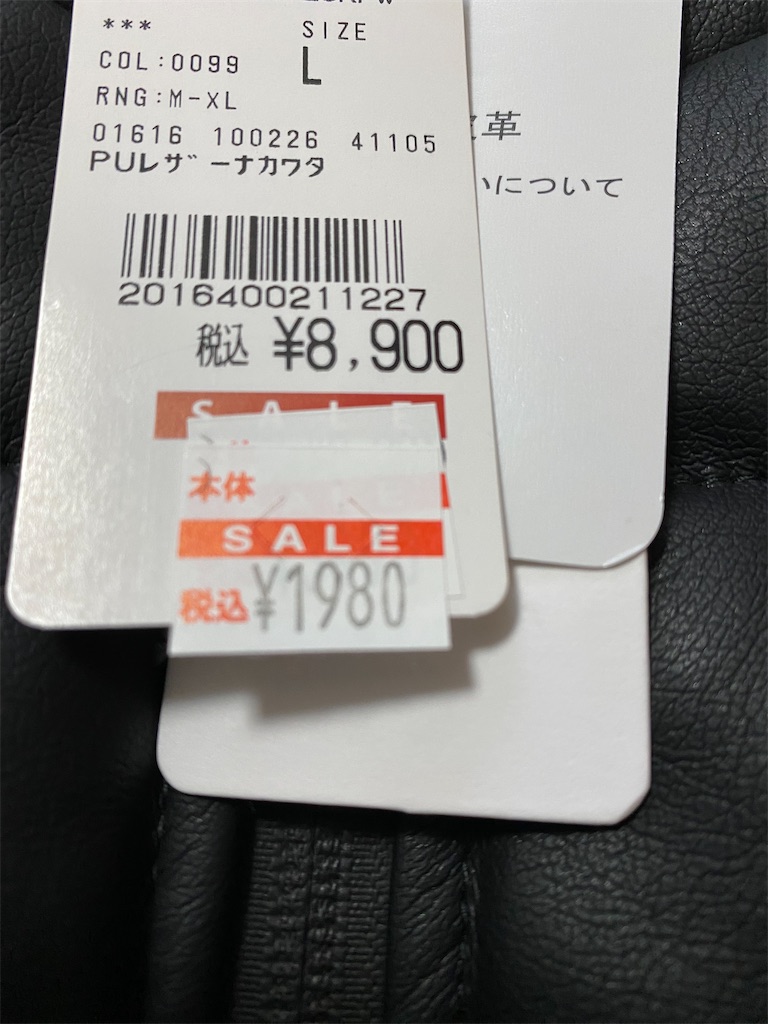 ***
SIZE
COL:0099
L
RNG:M-XL
01616 100226 41105
PUレザーナカワタ
2016400211227
税込 ¥8,900
SALE
本体
SALE
税込 ¥1980
革
いについて